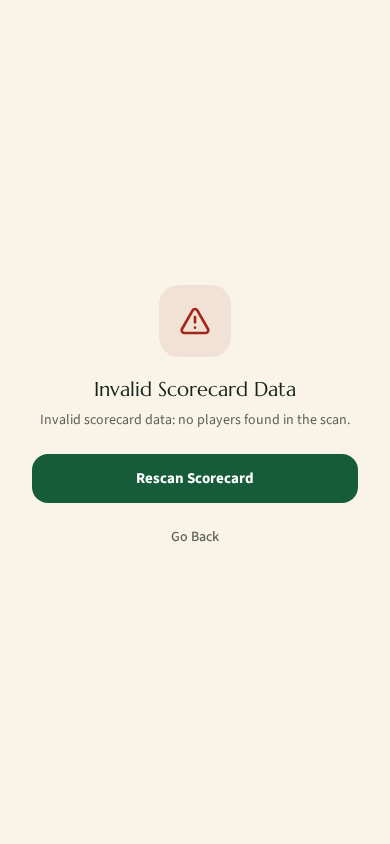 Invalid Scorecard Data
Invalid scorecard data: no players found in the scan.
Rescan Scorecard
Go Back